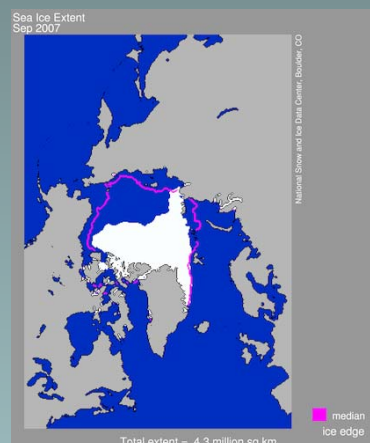 Sea Ice Extent
Sep 2007
National Snow and Ice Data Center, Boulder, CO
median
ice edge
Total extent = 4.3 million sq km